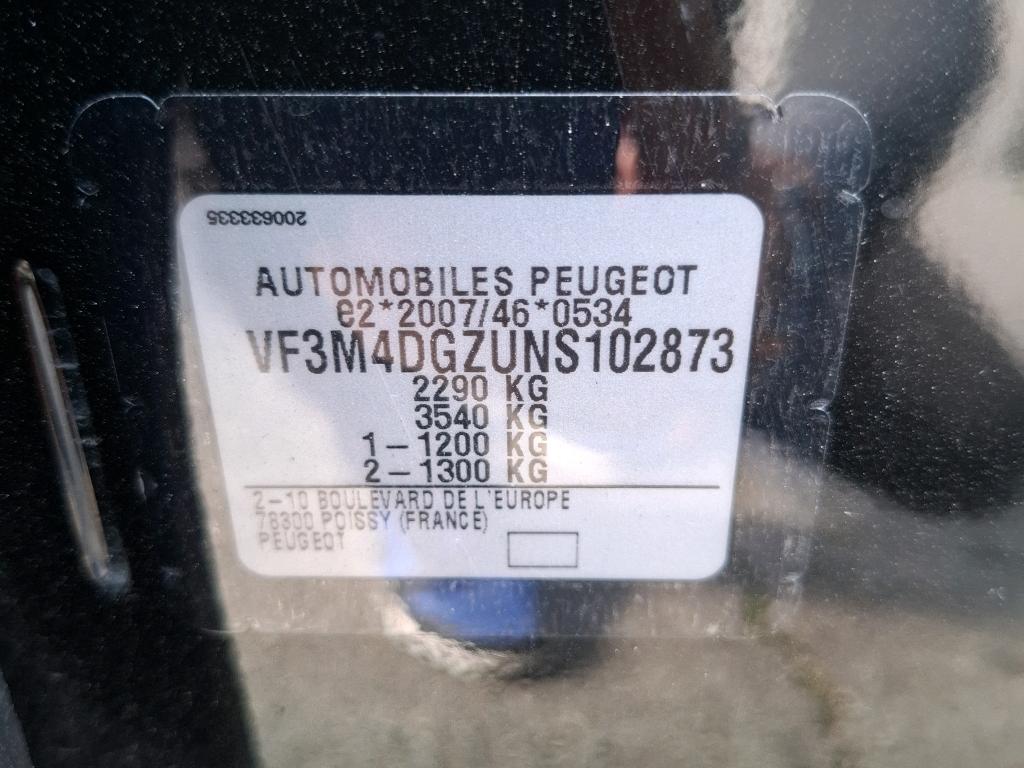 200633335
AUTOMOBILES PEUGEOT
e2*2007/46*0534
VF3M4DGZUNS102873
2290 KG
3540 KG
1-1200 KG
2-1300 KG
2-10 BOULEVARD DE L'EUROPE
78300 POISSY (FRANCE)
PEUGEOT